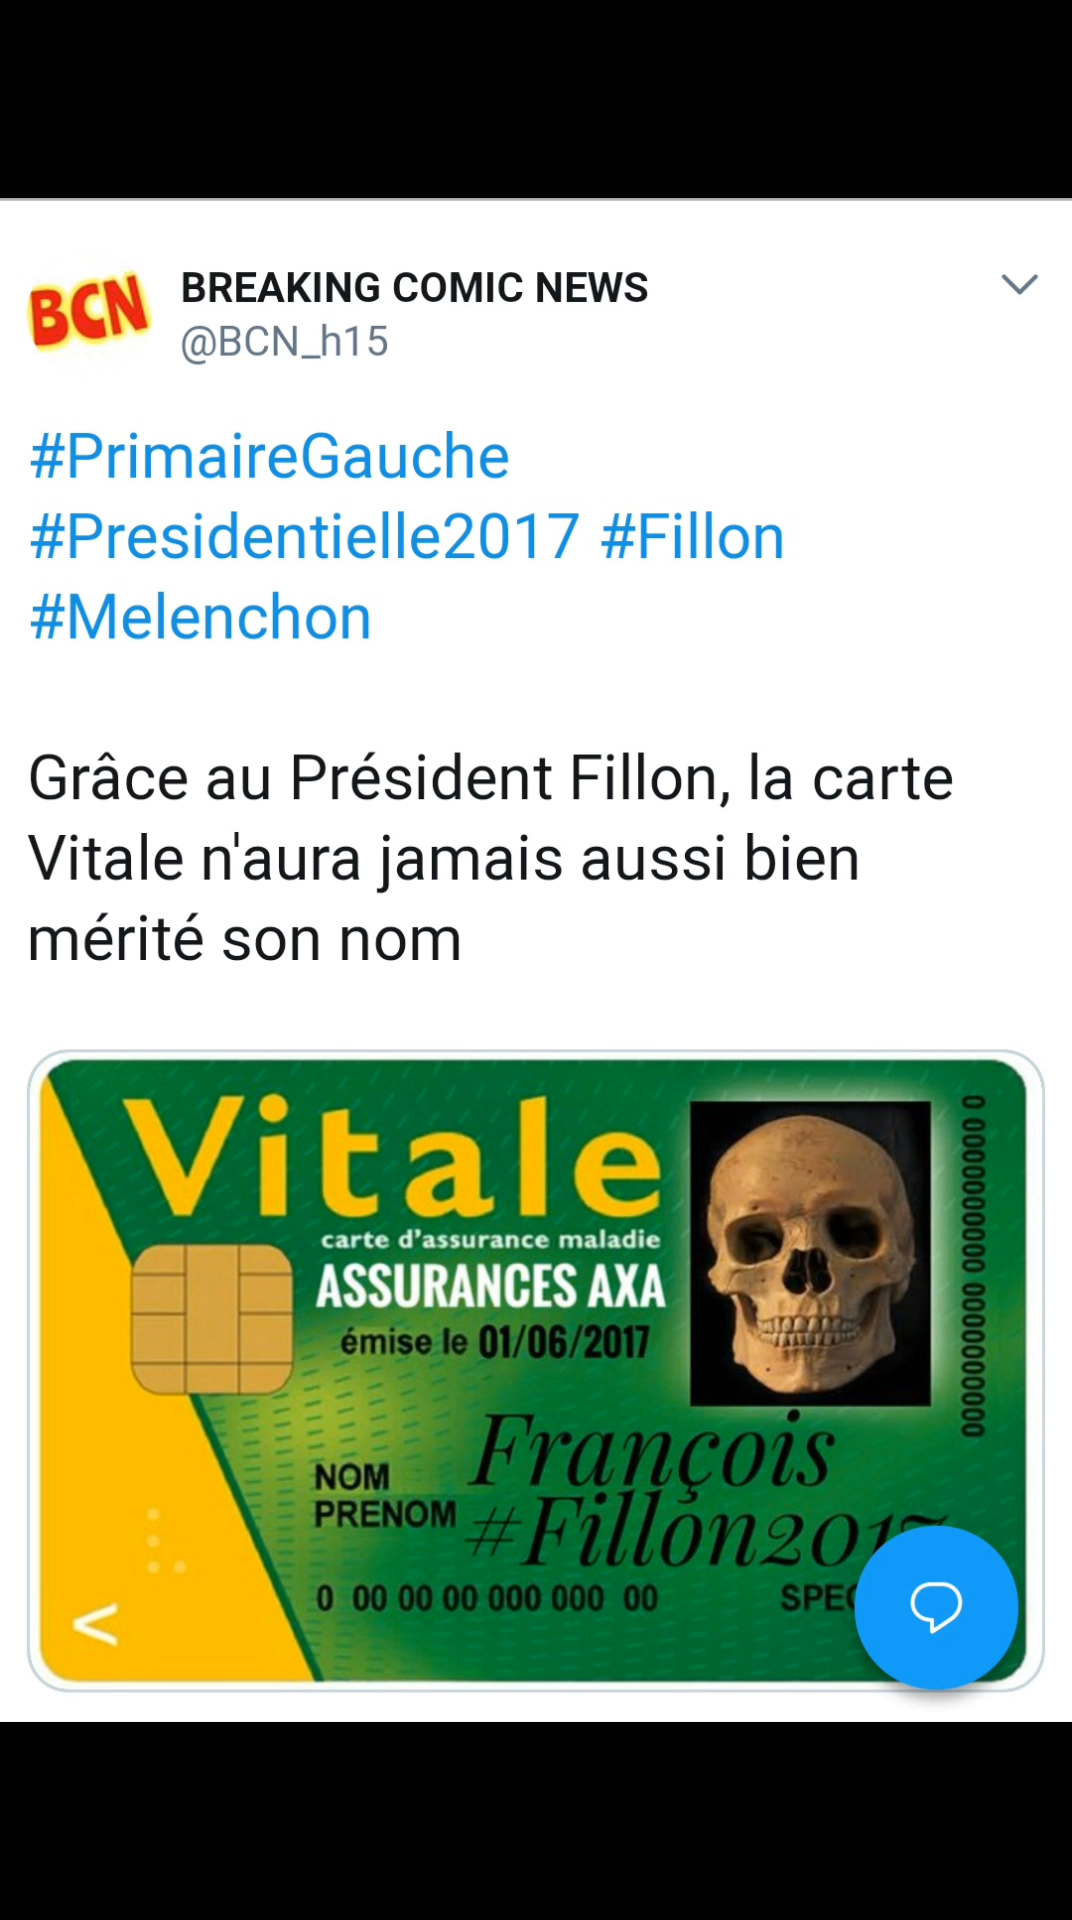 BCN
BREAKING COMIC NEWS
@BCN_h15
#PrimaireGauche
#Presidentielle2017 #Fillon
#Melenchon
Grâce au Président Fillon, la carte
Vitale n'aura jamais aussi bien
mérité son nom
Vitale
carte d'assurance maladie
ASSURANCES AXA
émise le 01/06/2017
François
NOM
PRENOM #Fillon2017
0 00 00 00 000 000 00